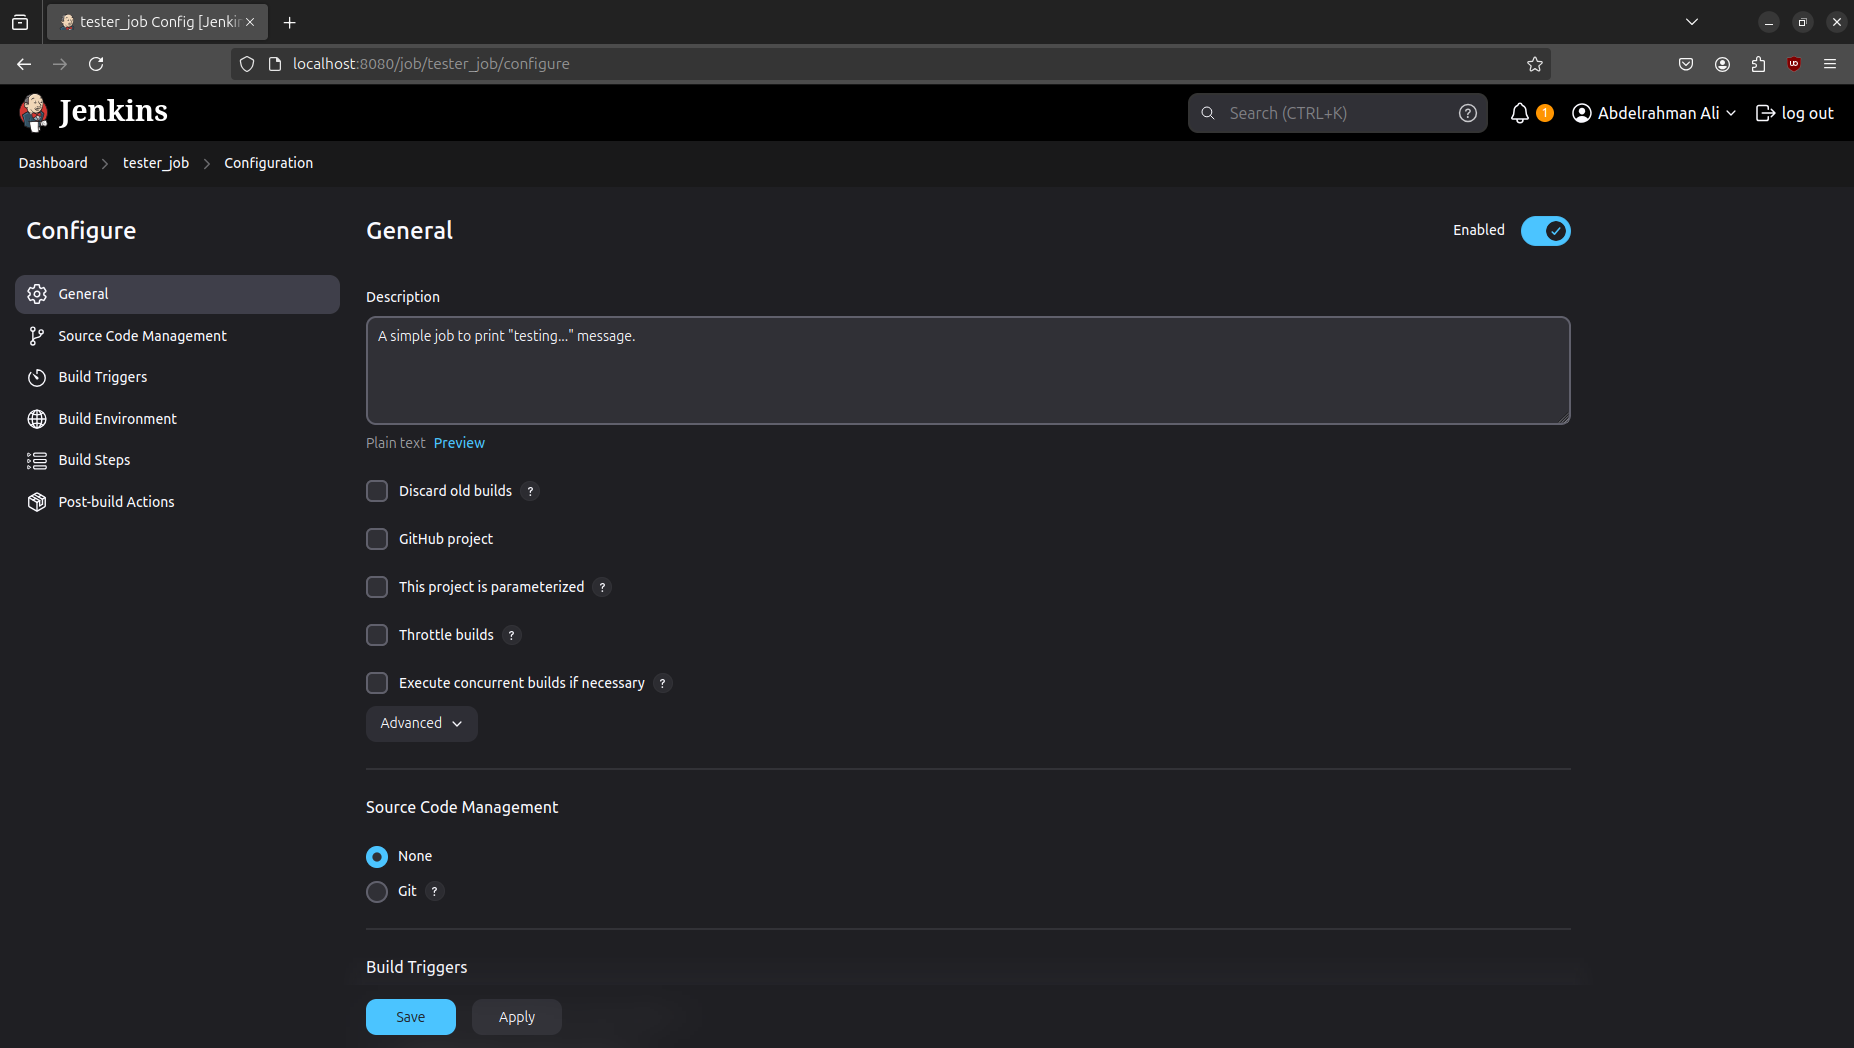 tester_job Config [Jenki
localhost:8080/job/tester_job/configure
Jenkins
Search (CTRL+K)
?
1
Abdelrahman Ali
log out
Dashboard
tester_job
Configuration
Configure
General
Source Code Management
Build Triggers
Build Environment
Build Steps
Post-build Actions
General
Enabled
Description
A simple job to print "testing..." message.
Plain text Preview
Discard old builds ?
GitHub project
This project is parameterized ?
Throttle builds ?
Execute concurrent builds if necessary ?
Advanced
Source Code Management
None
Git ?
Build Triggers
Save
Apply